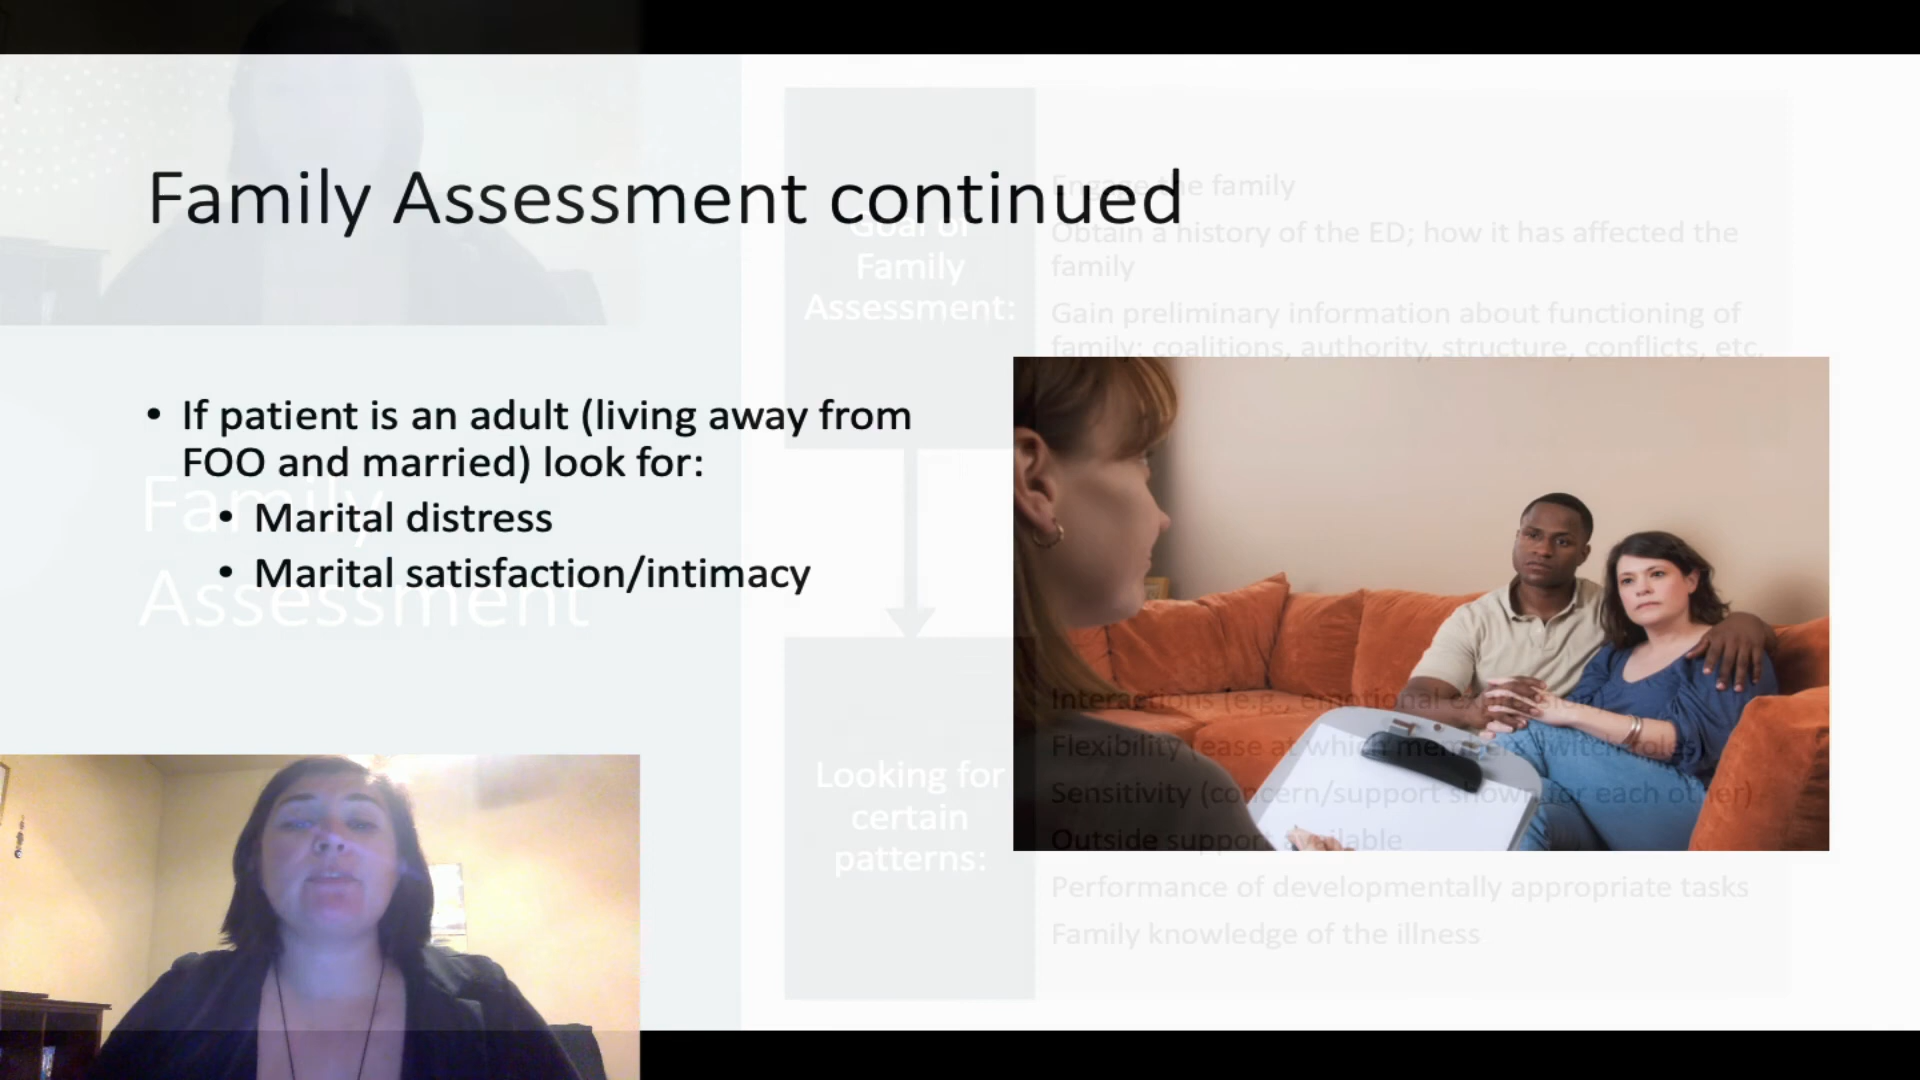 Family Assessment continued
• If patient is an adult (living away from
FOO and married) look for:
• Marital distress
• Marital satisfaction/intimacy
Family
Assessment
Goal of
Family
Assessment:
Engage the family
Obtain a history of the ED; how it has affected the
family
Gain preliminary information about functioning of
family: coalitions, authority, structure, conflicts, etc.
Looking for
certain
patterns:
Interactions (e.g., emotional expression)
Flexibility (ease at which members switch roles)
Sensitivity (concern/support shown for each other)
Outside support available
Performance of developmentally appropriate tasks
Family knowledge of the illness